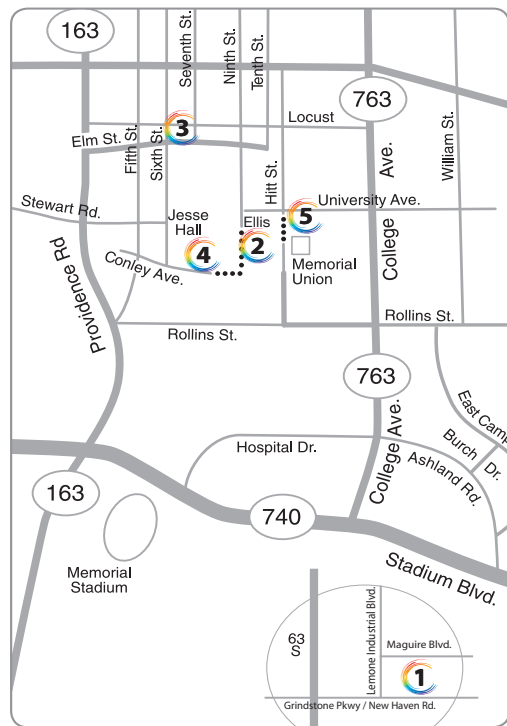 163
Seventh St.
Ninth St.
Tenth St.
763
Locust
3
Elm St.
Fifth St.
Sixth St.
Hitt St.
College Ave.
William St.
Stewart Rd.
Jesse
Hall
Ellis
5
University Ave.
4
2
Memorial
Union
Conley Ave.
Providence Rd
Rollins St.
Rollins St.
763
Hospital Dr.
College Ave.
East Camp
Burch Dr.
Ashland Rd.
163
740
Stadium Blvd.
Memorial
Stadium
63
S
Lemone Industrial Blvd.
Maguire Blvd.
1
Grindstone Pkwy / New Haven Rd.